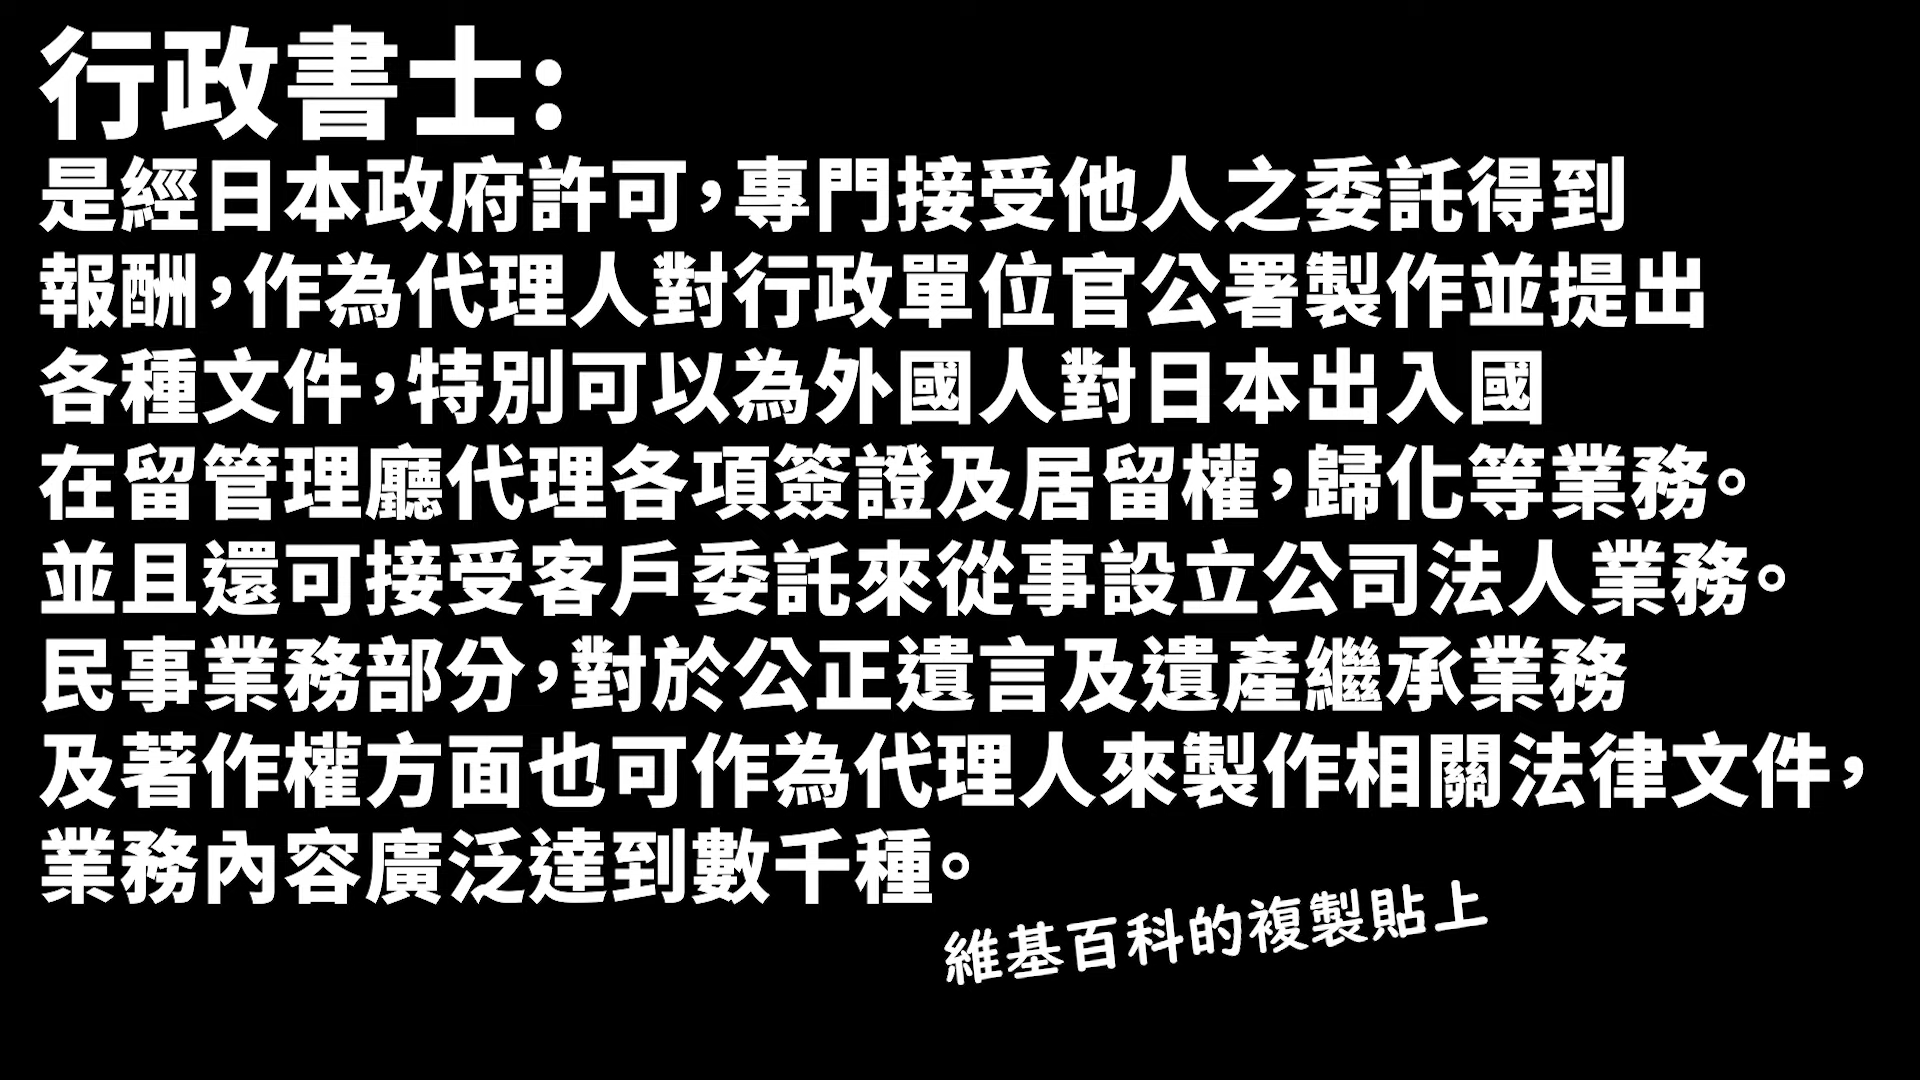 行政書士:
是經日本政府許可，專門接受他人之委託得到
報酬，作為代理人對行政單位官公署製作並提出
各種文件，特別可以為外國人對日本出入國
在留管理廳代理各項簽證及居留權，歸化等業務。
並且還可接受客戶委託來從事設立公司法人業務。
民事業務部分，對於公正遺言及遺產繼承業務
及著作權方面也可作為代理人來製作相關法律文件，
業務內容廣泛達到數千種。
維基百科的複製貼上